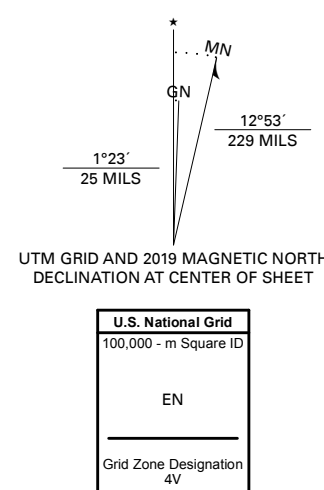 ★
MN
GN
12°53´
229 MILS
1°23´
25 MILS
UTM GRID AND 2019 MAGNETIC NORTH
DECLINATION AT CENTER OF SHEET
U.S. National Grid
100,000 - m Square ID
EN
Grid Zone Designation
4V